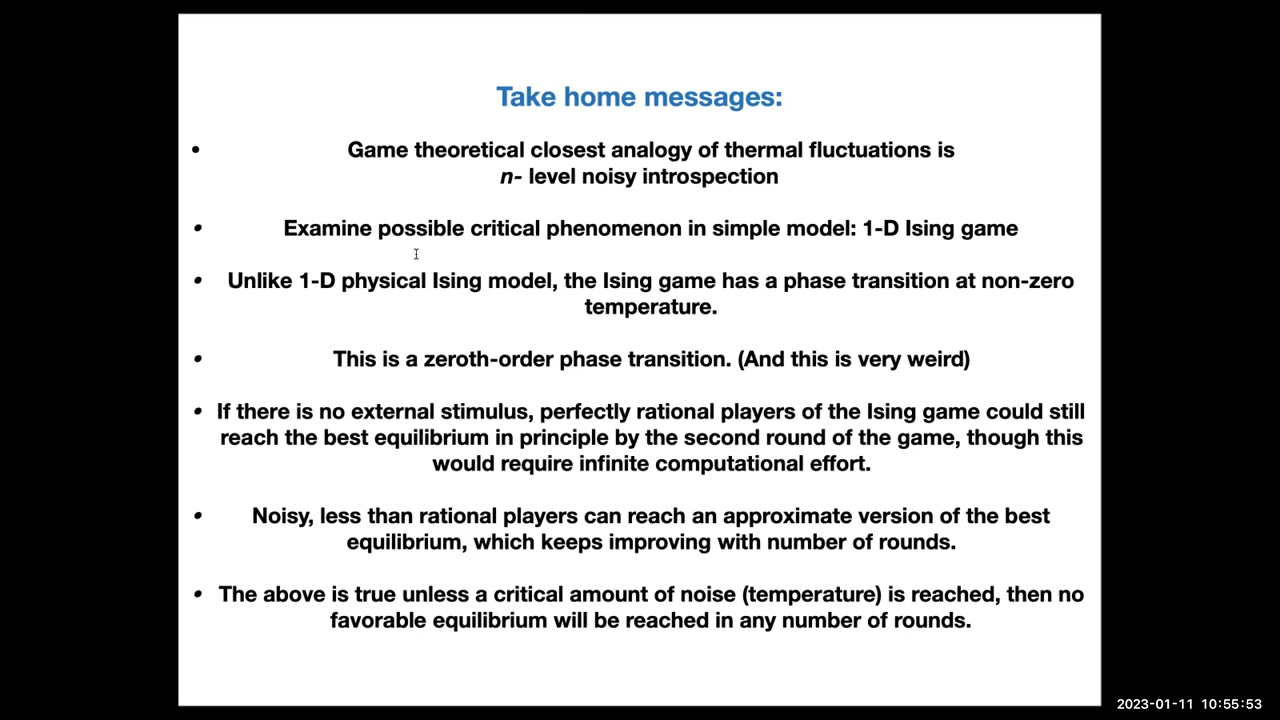 Take home messages:
• Game theoretical closest analogy of thermal fluctuations is
n- level noisy introspection
• Examine possible critical phenomenon in simple model: 1-D Ising game
• Unlike 1-D physical Ising model, the Ising game has a phase transition at non-zero
temperature.
• This is a zeroth-order phase transition. (And this is very weird)
• If there is no external stimulus, perfectly rational players of the Ising game could still
reach the best equilibrium in principle by the second round of the game, though this
would require infinite computational effort.
• Noisy, less than rational players can reach an approximate version of the best
equilibrium, which keeps improving with number of rounds.
• The above is true unless a critical amount of noise (temperature) is reached, then no
favorable equilibrium will be reached in any number of rounds.
2023-01-11 10:55:53